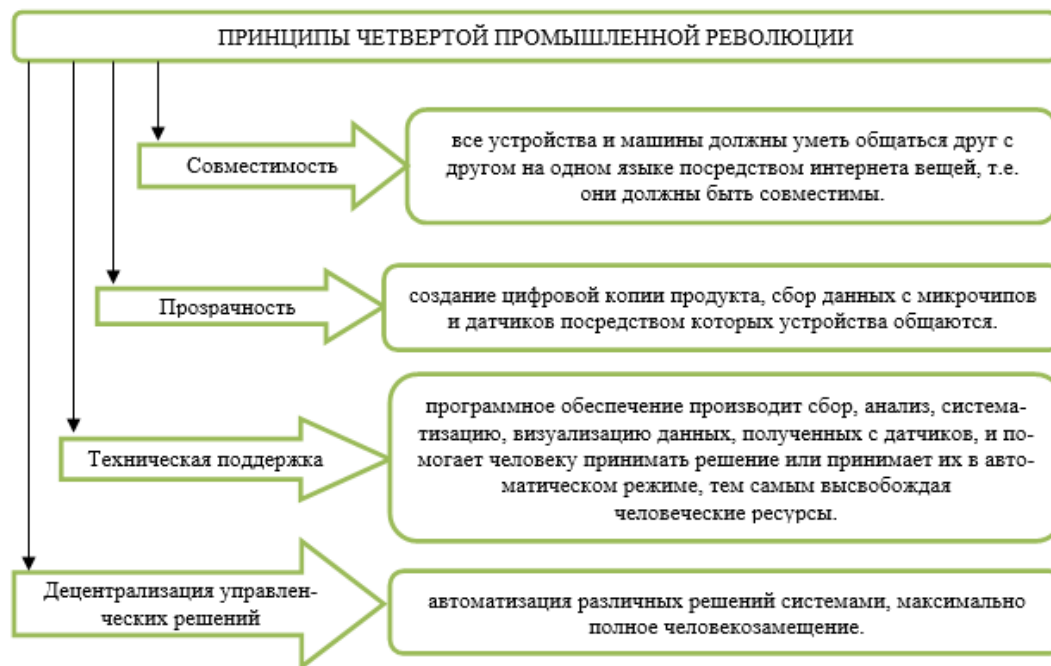 ПРИНЦИПЫ ЧЕТВЕРТОЙ ПРОМЫШЛЕННОЙ РЕВОЛЮЦИИ
Совместимость
все устройства и машины должны уметь общаться друг с
другом на одном языке посредством интернета вещей, т.е.
они должны быть совместимы.
Прозрачность
создание цифровой копии продукта, сбор данных с микрочипов
и датчиков посредством которых устройства общаются.
Техническая поддержка
программное обеспечение производит сбор, анализ, система-
тизацию, визуализацию данных, полученных с датчиков, и по-
могает человеку принимать решение или принимает их в авто-
матическом режиме, тем самым высвобождая
человеческие ресурсы.
Децентрализация управлен-
ческих решений
автоматизация различных решений системами, максимально
полное человекозамещение.